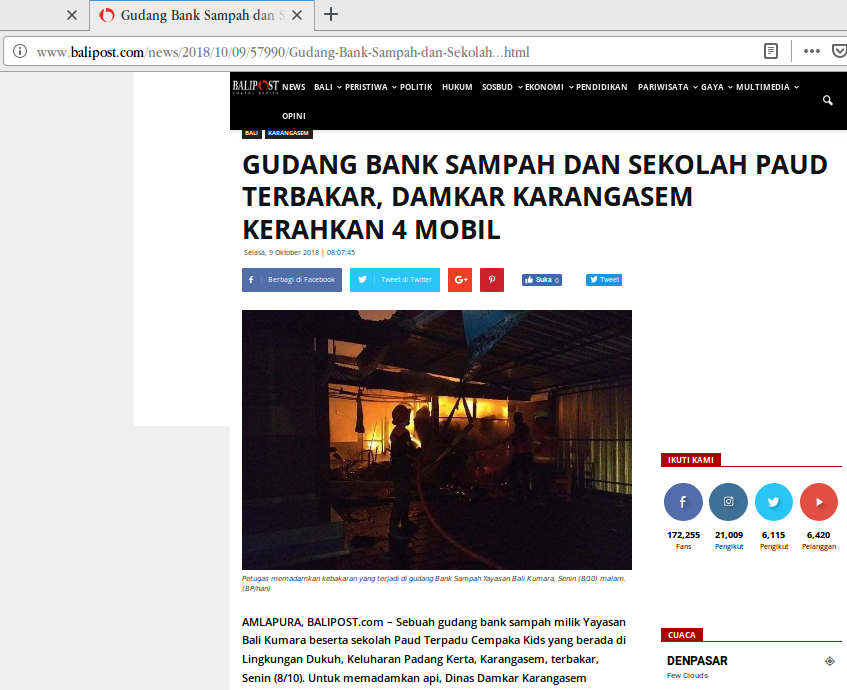 Gudang Bank Sampah dan S
www.balipost.com/news/2018/10/09/57990/Gudang-Bank-Sampah-dan-Sekolah...html
BALIPOST NEWS BALI PERISTIWA POLITIK HUKUM SOSBUD EKONOMI PENDIDIKAN PARIWISATA GAYA MULTIMEDIA
OPINI
BALI KARANGASEM
GUDANG BANK SAMPAH DAN SEKOLAH PAUD
TERBAKAR, DAMKAR KARANGASEM
KERAHKAN 4 MOBIL
Selasa, 9 Oktober 2018 | 08:07:45
Berbagi di Facebook Tweet di Twitter G+ Suka 0 Tweet
IKUTI KAMI
172,255 21,009 6,115 6,420
Fans Pengikut Pengikut Pelanggan
Petugas memadamkan kebakaran yang terjadi di gudang Bank Sampah Yayasan Bali Kumara, Senin (8/10) malam.
(BP/nan)
AMLAPURA, BALIPOST.com – Sebuah gudang bank sampah milik Yayasan
Bali Kumara beserta sekolah Paud Terpadu Cempaka Kids yang berada di
Lingkungan Dukuh, Keluharan Padang Kerta, Karangasem, terbakar,
Senin (8/10). Untuk memadamkan api, Dinas Damkar Karangasem
CUACA
DENPASAR
Few Clouds